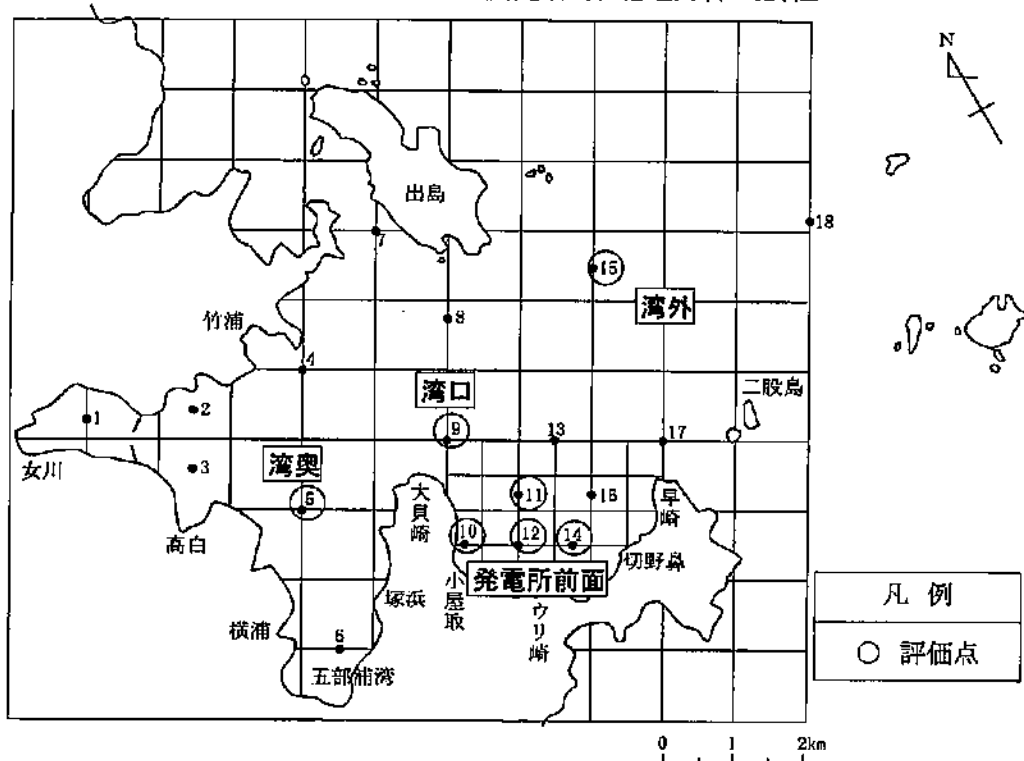 N
出島
18
7
15
湾外
竹浦
8
4
湾口
二股島
1
2
9
13
17
女川
3
湾奥
5
大貝崎
11
16
早崎
高白
10
12
14
切野鼻
発電所前面
塚浜
小屋取
ウリ崎
横浦
6
五部浦湾
凡例
○ 評価点
0 1 2km